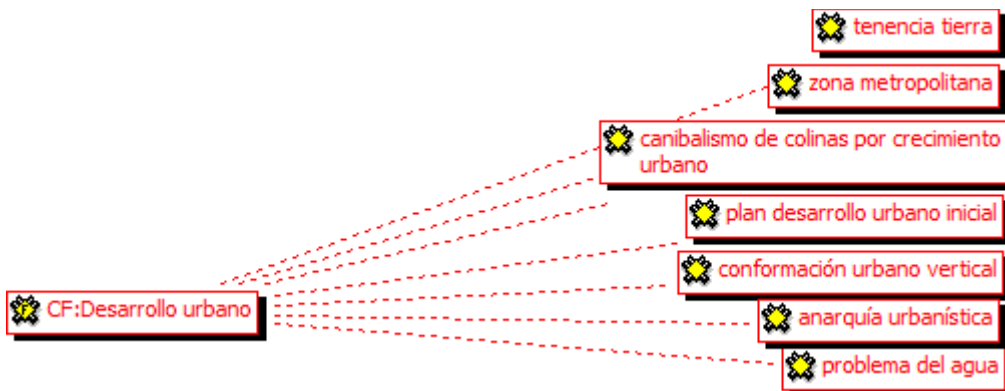 tenencia tierra
zona metropolitana
canibalismo de colinas por crecimiento
urbano
plan desarrollo urbano inicial
conformación urbano vertical
CF:Desarrollo urbano
anarquía urbanística
problema del agua